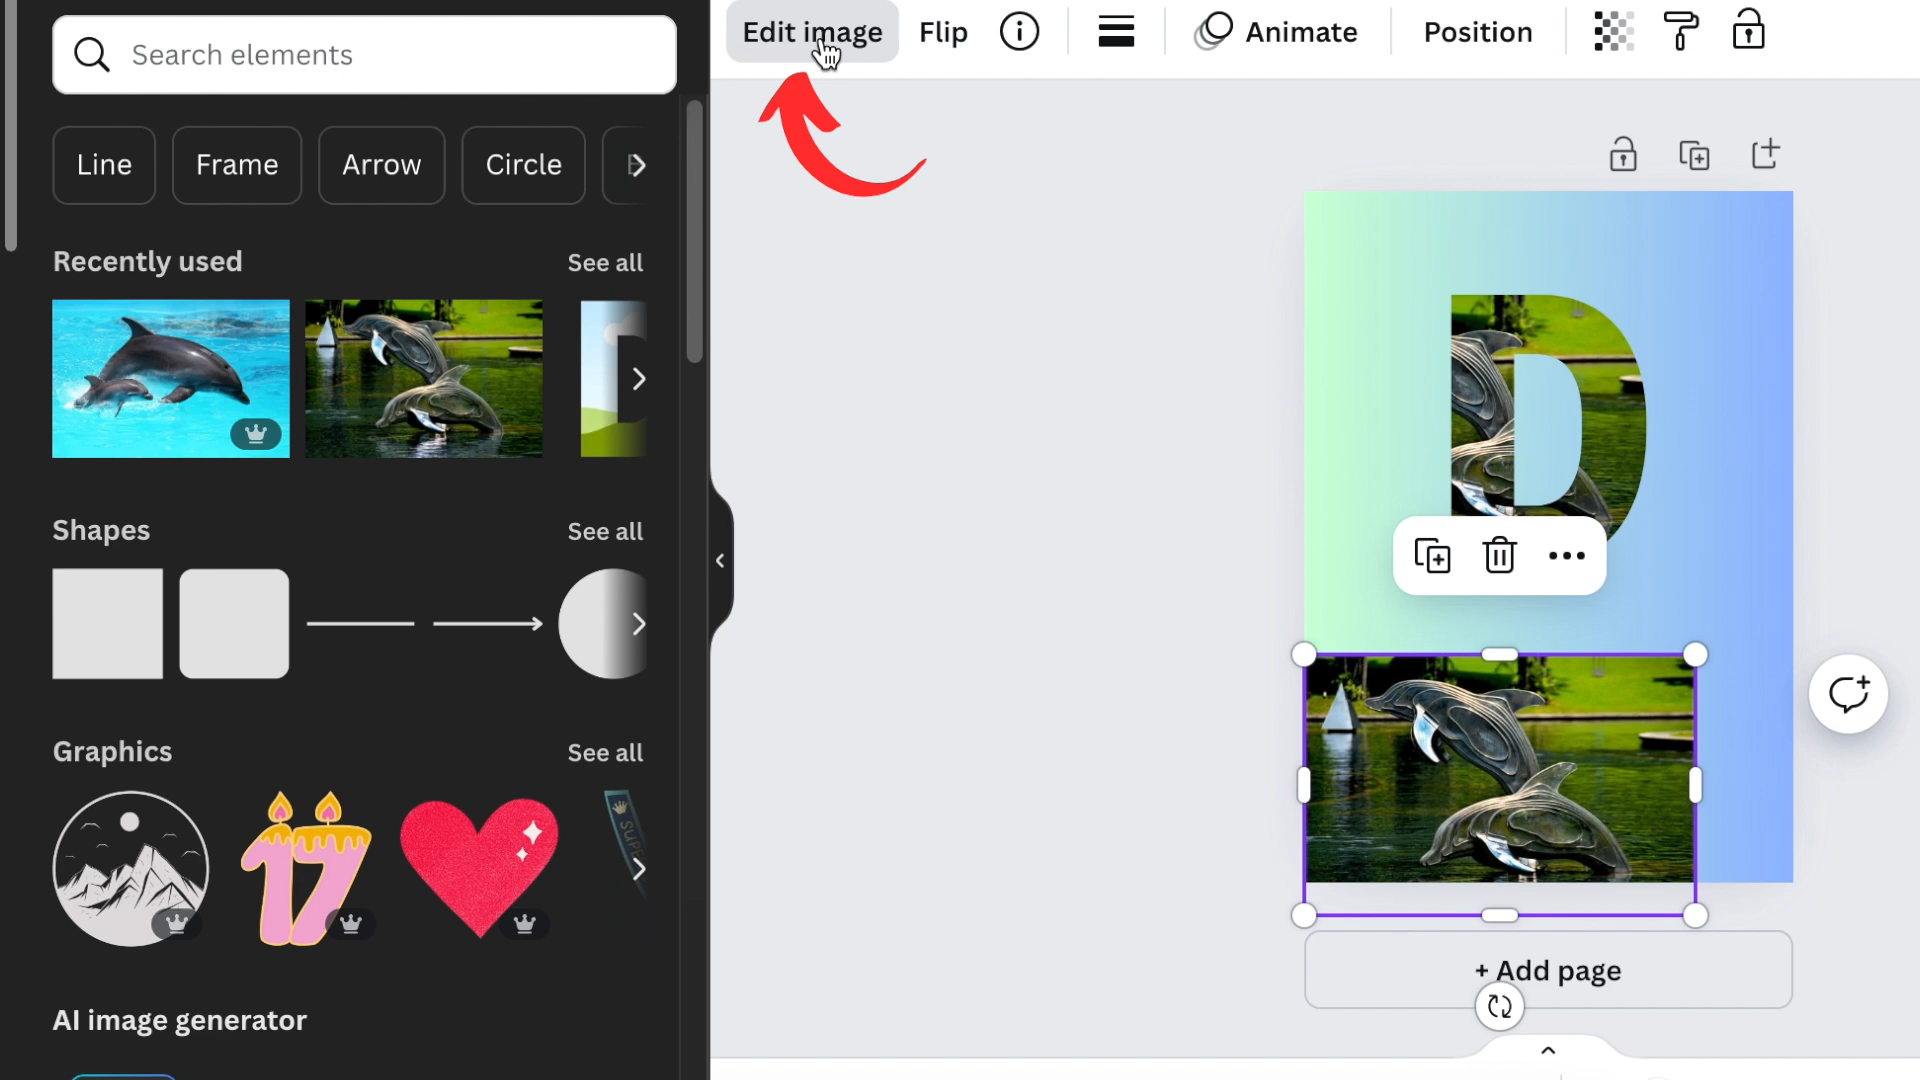 Search elements
Edit image
Flip
Animate
Position
Line
Frame
Arrow
Circle
Recently used
See all
Shapes
See all
Graphics
See all
17
AI image generator
D
+ Add page